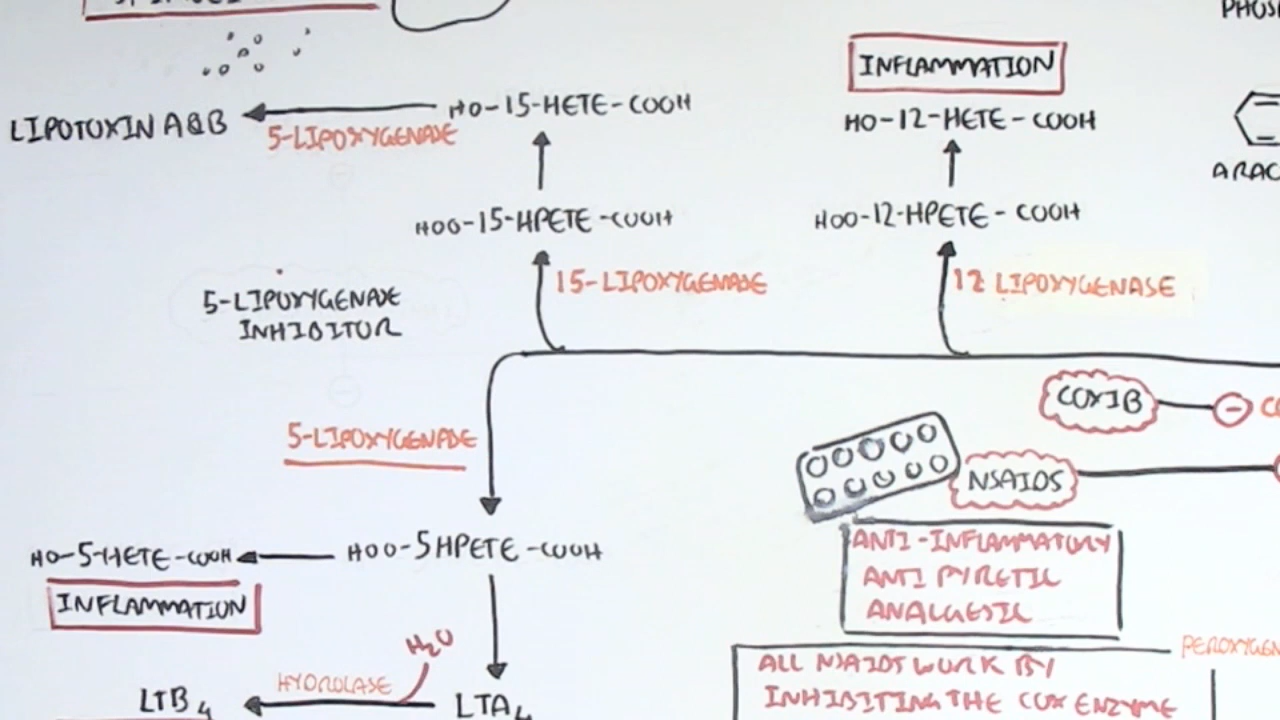 PHOS
INFLAMMATION
LIPOTOXIN A&B
5-LIPOXYGENASE
HO-15-HETE-COOH
HO-12-HETE-COOH
ARAC
HOO-15-HPETE-COOH
HOO-12-HPETE-COOH
5-LIPOXYGENASE
INHIBITOR
15-LIPOXYGENASE
12 LIPOXYGENASE
COXIB
-
CO
5-LIPOXYGENASE
NSAIDS
HO-5-HETE-COOH
HOO-5HPETE-COOH
ANTI-INFLAMMATORY
ANTI PYRETIC
ANALGESIC
INFLAMMATION
H2O
PEROXYGEN
ALL NSAIDS WORK BY
INHIBITING THE COX ENZYME
HYDROLASE
LTB4
LTA4